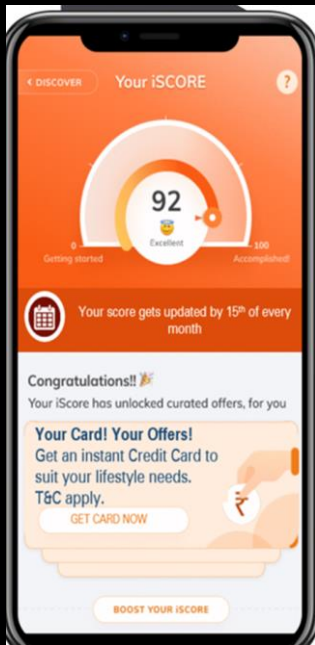 < DISCOVER
Your iSCORE
?
92
Excellent
0
100
Getting started
Accomplished!
Your score gets updated by 15th of every
month
Congratulations!!
Your iScore has unlocked curated offers, for you
Your Card! Your Offers!
Get an instant Credit Card to
suit your lifestyle needs.
T&C apply.
GET CARD NOW
₹
BOOST YOUR iSCORE